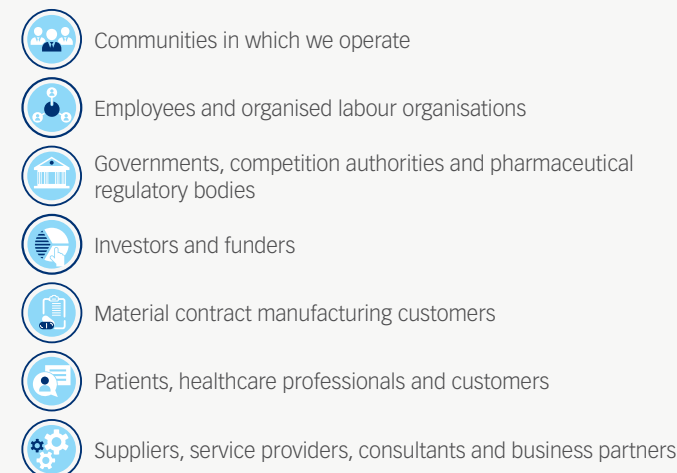 Communities in which we operate
Employees and organised labour organisations
Governments, competition authorities and pharmaceutical
regulatory bodies
Investors and funders
Material contract manufacturing customers
Patients, healthcare professionals and customers
Suppliers, service providers, consultants and business partners